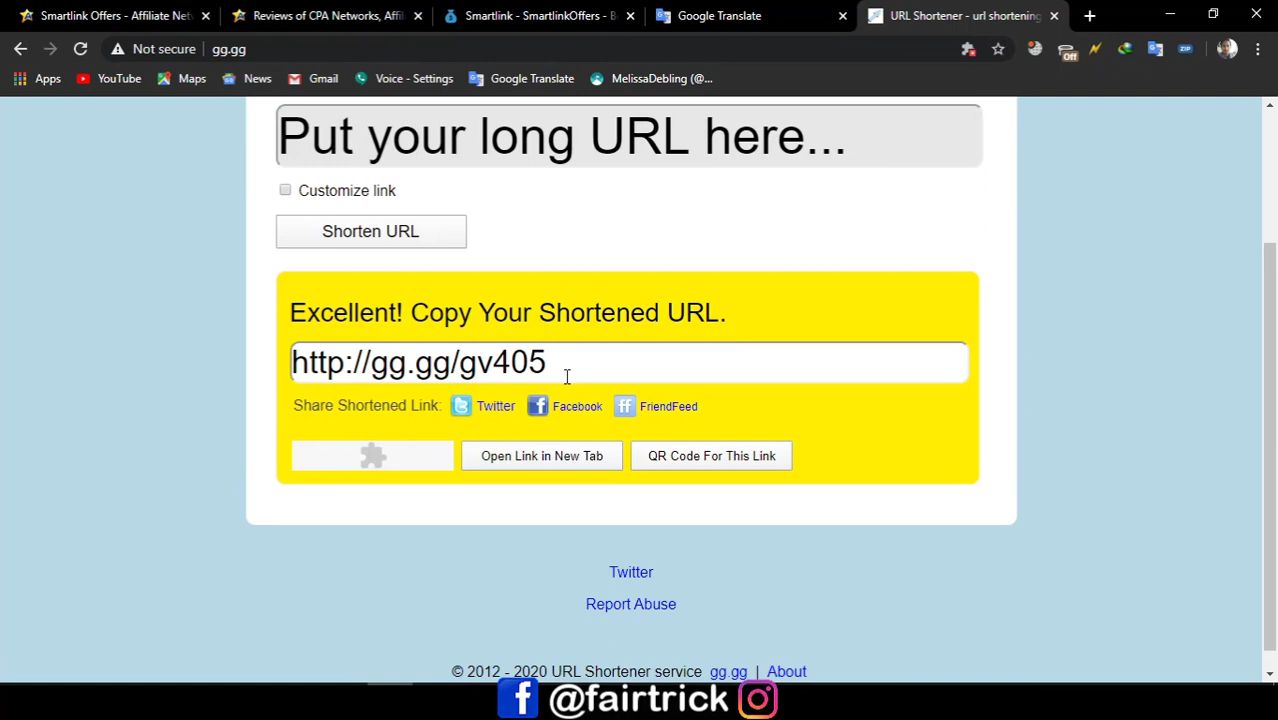 Smartlink Offers - Affiliate Net
Reviews of CPA Networks, Affil
Smartlink - SmartlinkOffers - B
Google Translate
URL Shortener - url shortening
Not secure gg.gg
Off
ZIP
Apps YouTube Maps News Gmail Voice - Settings Google Translate MelissaDebling (@...
Put your long URL here...
Customize link
Shorten URL
Excellent! Copy Your Shortened URL.
http://gg.gg/gv405
Share Shortened Link: Twitter Facebook FriendFeed
Open Link in New Tab QR Code For This Link
Twitter
Report Abuse
© 2012 - 2020 URL Shortener service gg.gg | About
@fairtrick